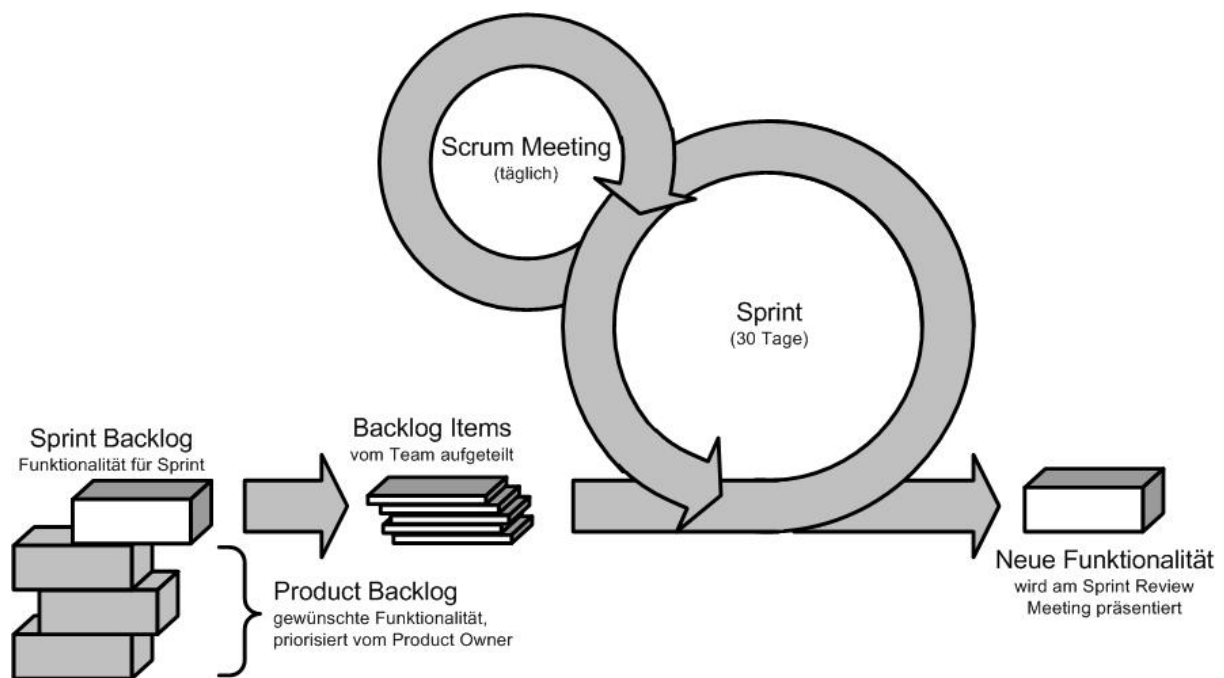 Scrum Meeting
(täglich)
Sprint
(30 Tage)
Sprint Backlog
Funktionalität für Sprint
Backlog Items
vom Team aufgeteilt
Product Backlog
gewünschte Funktionalität,
priorisiert vom Product Owner
Neue Funktionalität
wird am Sprint Review
Meeting präsentiert